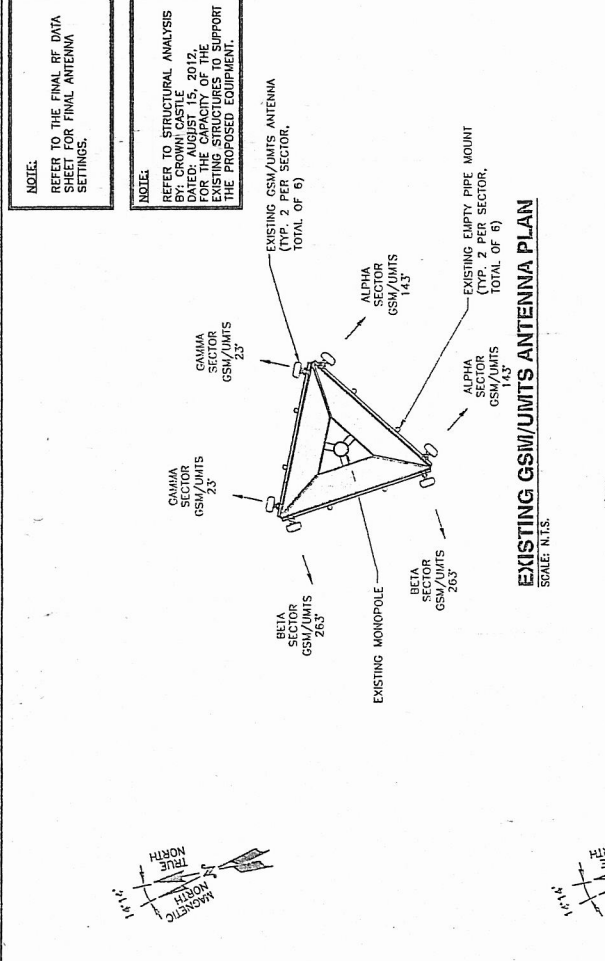 NOTE:
REFER TO THE FINAL RF DATA
SHEET FOR FINAL ANTENNA
SETTINGS.
NOTE:
REFER TO STRUCTURAL ANALYSIS
BY: CROWN CASTLE
DATED: AUGUST 15, 2012,
FOR THE CAPACITY OF THE
EXISTING STRUCTURES TO SUPPORT
THE PROPOSED EQUIPMENT.
EXISTING GSM/UMTS ANTENNA
(TYP. 2 PER SECTOR,
TOTAL OF 6)
GAMMA
SECTOR
GSM/UMTS
23°
ALPHA
SECTOR
GSM/UMTS
143°
GAMMA
SECTOR
GSM/UMTS
23°
EXISTING EMPTY PIPE MOUNT
(TYP. 2 PER SECTOR,
TOTAL OF 6)
ALPHA
SECTOR
GSM/UMTS
143°
BETA
SECTOR
GSM/UMTS
263°
BETA
SECTOR
GSM/UMTS
263°
EXISTING MONOPOLE
EXISTING GSM/UMTS ANTENNA PLAN
SCALE: N.T.S.
TRUE
NORTH
MAGNETIC
NORTH